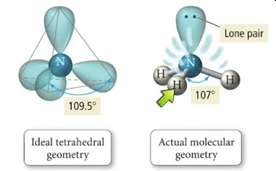 Lone pair
N
N
H
H
H
109.5°
107°
Ideal tetrahedral
geometry
Actual molecular
geometry